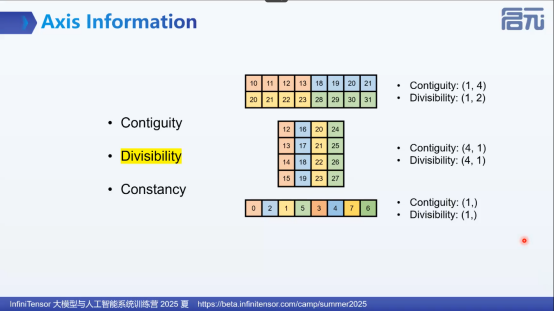 Axis Information
启元
• Contiguity
• Divisibility
• Constancy
10 11 12 13 18 19 20 21
20 21 22 23 28 29 30 31
• Contiguity: (1, 4)
• Divisibility: (1, 2)
12 16 20 24
13 17 21 25
14 18 22 26
15 19 23 27
• Contiguity: (4, 1)
• Divisibility: (4, 1)
0 2 1 5 3 4 7 6
• Contiguity: (1,)
• Divisibility: (1,)
InfiniTensor 大模型与人工智能系统训练营 2025 夏 https://beta.infinitensor.com/camp/summer2025